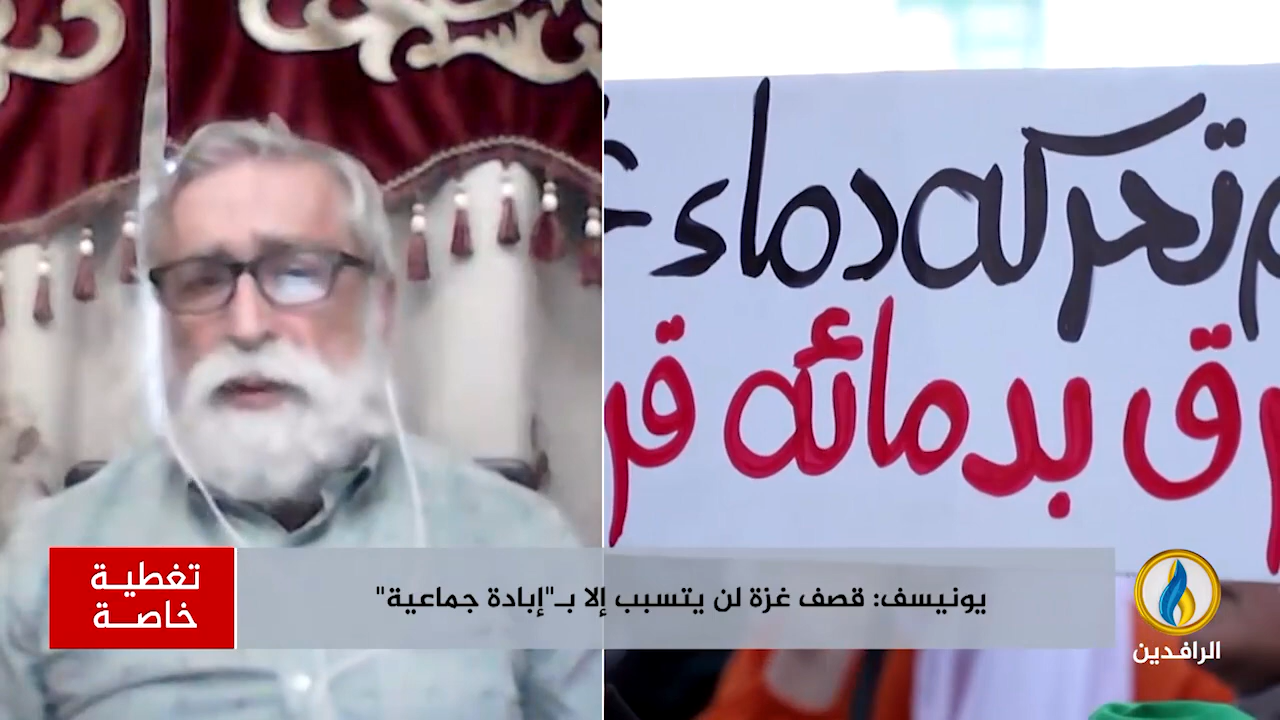 تحركه دماء
بدمائه
يونيسف: قصف غزة لن يتسبب إلا بـ"إبادة جماعية"
تغطية
خاصة
الرافدين